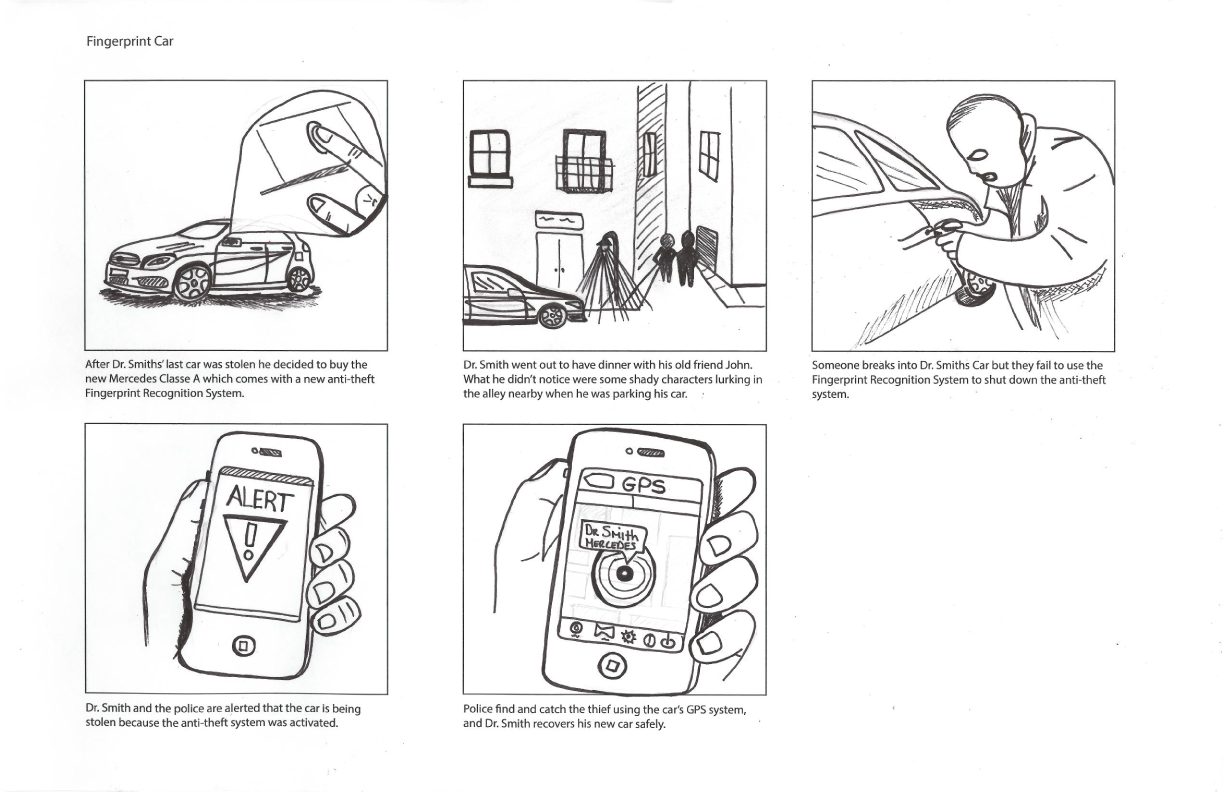 Fingerprint Car
After Dr. Smiths' last car was stolen he decided to buy the
new Mercedes Classe A which comes with a new anti-theft
Fingerprint Recognition System.
Dr. Smith went out to have dinner with his old friend John.
What he didn't notice were some shady characters lurking in
the alley nearby when he was parking his car.
Someone breaks into Dr. Smiths Car but they fail to use the
Fingerprint Recognition System to shut down the anti-theft
system.
ALERT
!
Dr. Smith and the police are alerted that the car is being
stolen because the anti-theft system was activated.
GPS
Dr. Smith
MERCEDES
Police find and catch the thief using the car's GPS system,
and Dr. Smith recovers his new car safely.